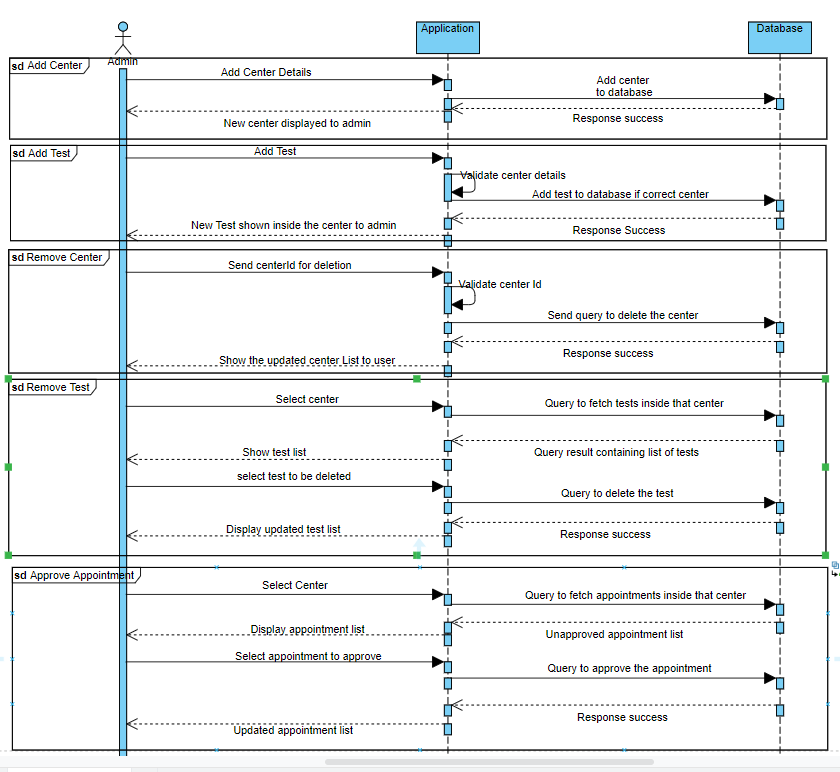 Admin
Application
Database
sd Add Center
Add Center Details
Add center
to database
Response success
New center displayed to admin
sd Add Test
Add Test
Validate center details
Add test to database if correct center
New Test shown inside the center to admin
Response Success
sd Remove Center
Send centerId for deletion
Validate center Id
Send query to delete the center
Response success
Show the updated center List to user
sd Remove Test
Select center
Query to fetch tests inside that center
Show test list
Query result containing list of tests
select test to be deleted
Query to delete the test
Display updated test list
Response success
sd Approve Appointment
Select Center
Query to fetch appointments inside that center
Display appointment list
Unapproved appointment list
Select appointment to approve
Query to approve the appointment
Response success
Updated appointment list